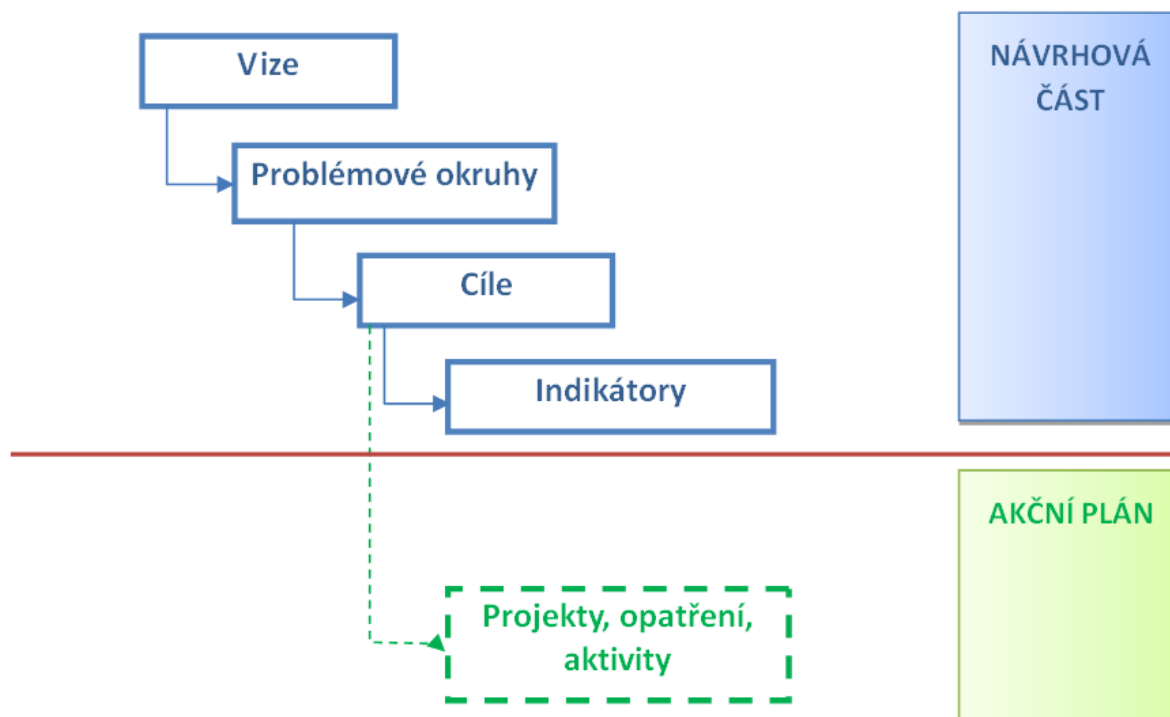 Vize
NÁVRHOVÁ
ČÁST
Problémové okruhy
Cíle
Indikátory
AKČNÍ PLÁN
Projekty, opatření,
aktivity